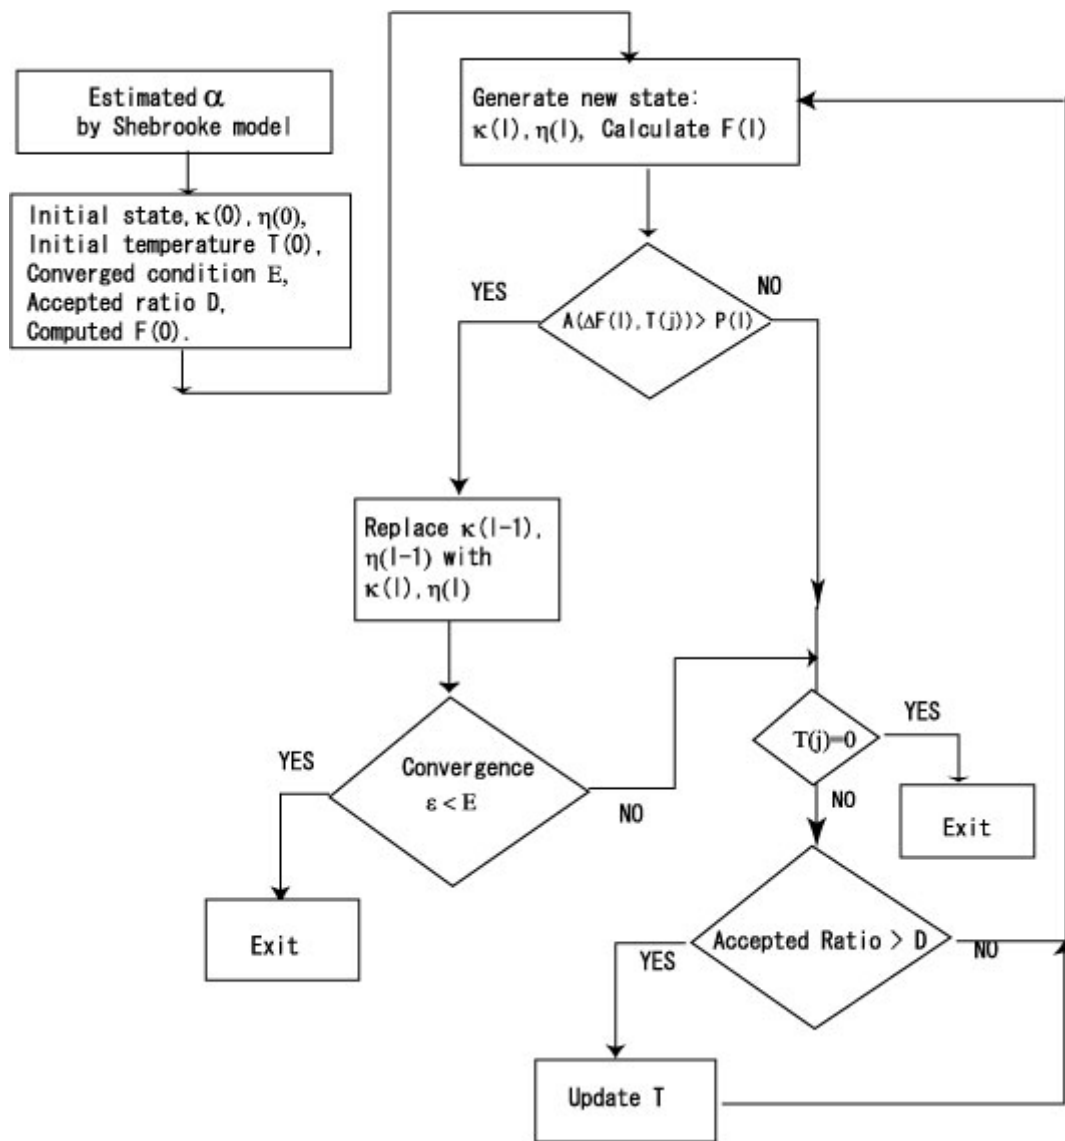 Estimated α
by Shebrooke model
Initial state, κ(0), η(0),
Initial temperature T(0),
Converged condition E,
Accepted ratio D,
Computed F(0).
Generate new state:
κ(l), η(l), Calculate F(l)
YES
NO
A(ΔF(l), T(j))> P(l)
Replace κ(l-1),
η(l-1) with
κ(l), η(l)
YES
Convergence
ε < E
NO
Exit
T(j)=0
YES
NO
Exit
Accepted Ratio > D
YES
NO
Update T